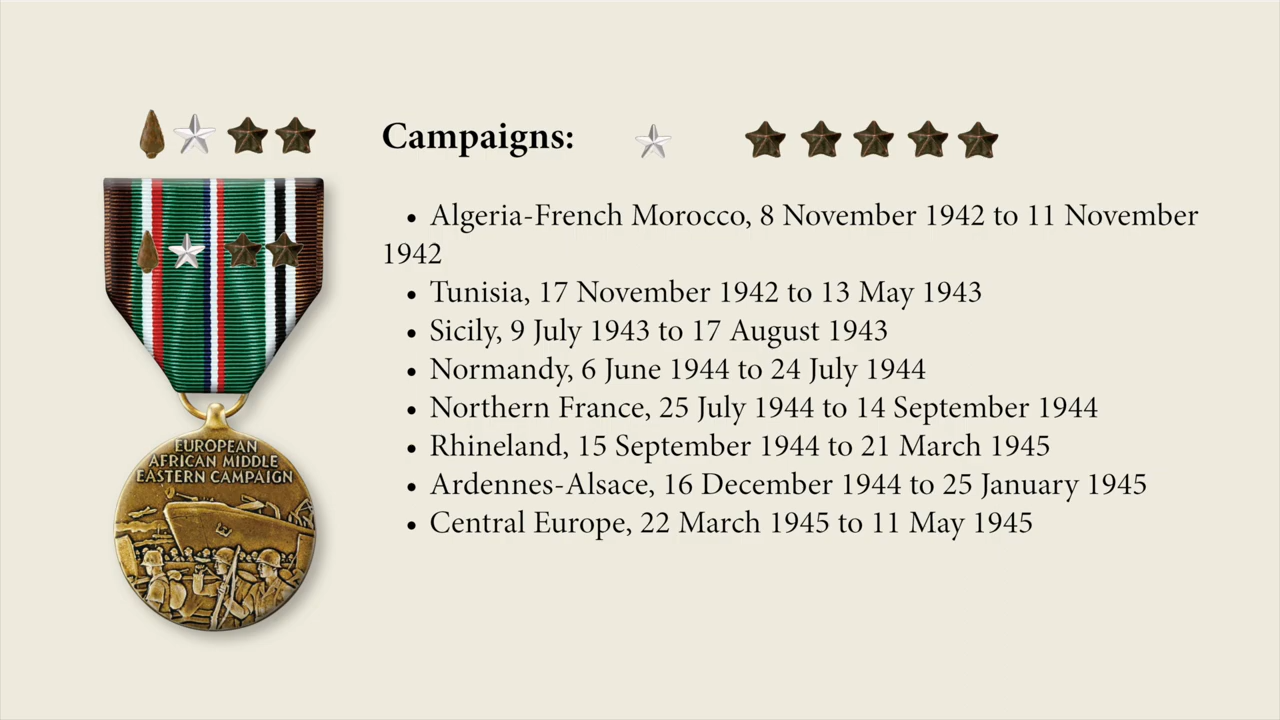 Campaigns:
• Algeria-French Morocco, 8 November 1942 to 11 November
1942
• Tunisia, 17 November 1942 to 13 May 1943
• Sicily, 9 July 1943 to 17 August 1943
• Normandy, 6 June 1944 to 24 July 1944
• Northern France, 25 July 1944 to 14 September 1944
• Rhineland, 15 September 1944 to 21 March 1945
• Ardennes-Alsace, 16 December 1944 to 25 January 1945
• Central Europe, 22 March 1945 to 11 May 1945
EUROPEAN
AFRICAN MIDDLE
EASTERN CAMPAIGN